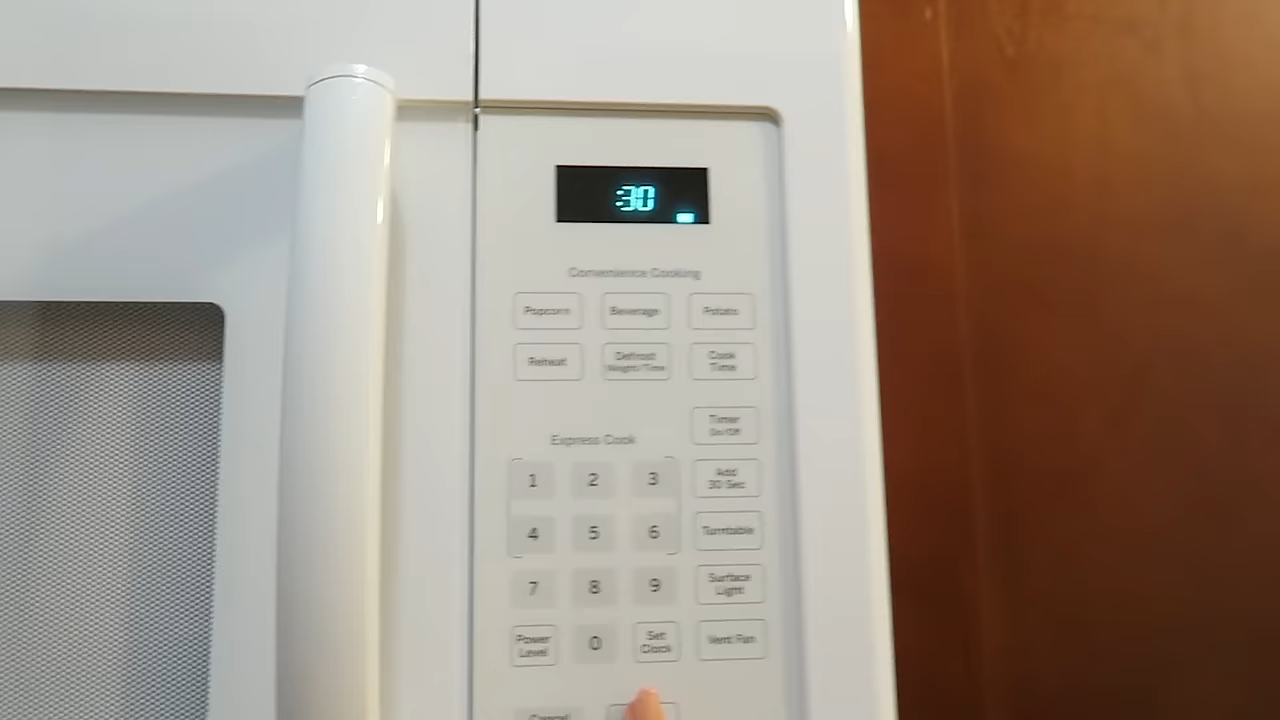 :30
Convenience Cooking
Popcorn
Beverage
Potato
Reheat
Defrost
Weight/Time
Cook
Time
Timer
On/Off
Express Cook
Add
30 Sec
1
2
3
4
5
6
Turntable
7
8
9
Surface
Light
Power
Level
0
Set
Clock
Vent Fan
Cancel